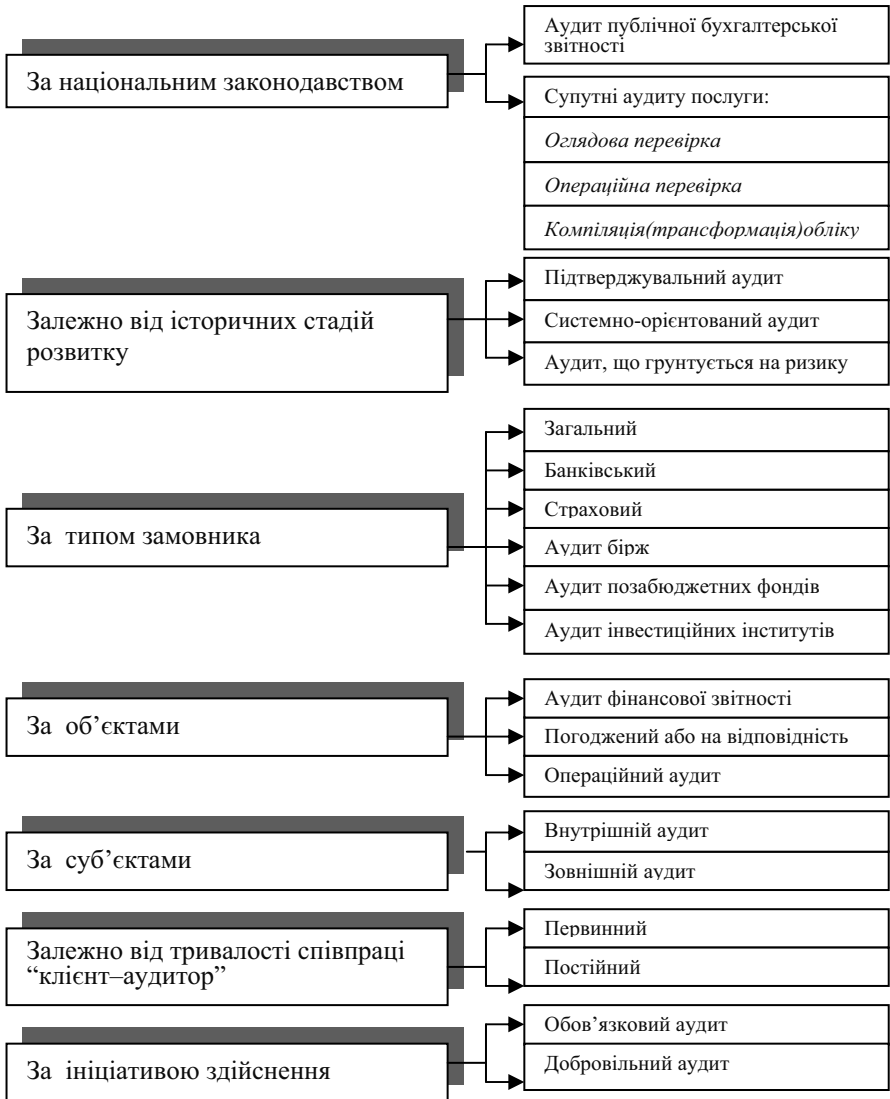 За національним законодавством
Аудит публічної бухгалтерської
звітності
Супутні аудиту послуги:
Оглядова перевірка
Операційна перевірка
Компіляція(трансформація)обліку
Залежно від історичних стадій
розвитку
Підтверджувальний аудит
Системно-орієнтований аудит
Аудит, що грунтується на ризику
За типом замовника
Загальний
Банківський
Страховий
Аудит бірж
Аудит позабюджетних фондів
Аудит інвестиційних інститутів
За об’єктами
Аудит фінансової звітності
Погоджений або на відповідність
Операційний аудит
За суб’єктами
Внутрішній аудит
Зовнішній аудит
Залежно від тривалості співпраці
“клієнт–аудитор”
Первинний
Постійний
За ініціативою здійснення
Обов’язковий аудит
Добровільний аудит